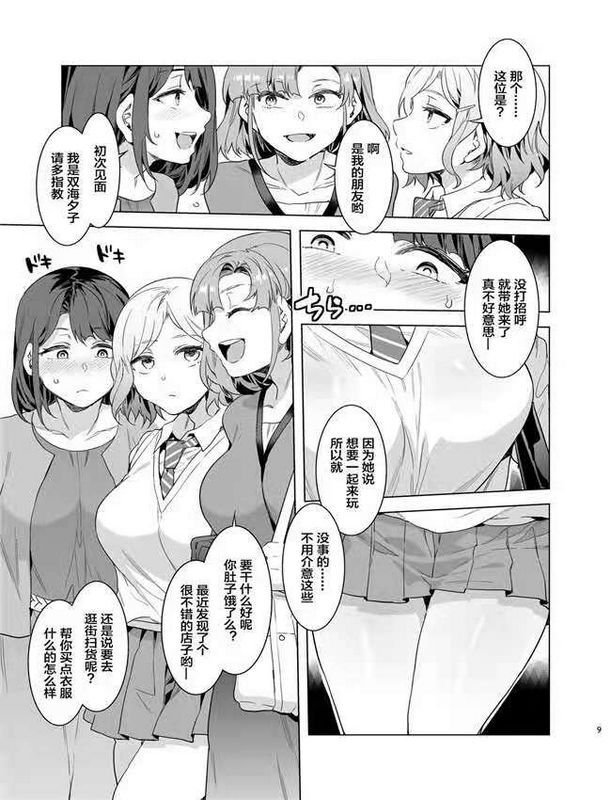 那个……
这位是？
啊
是我的朋友哟
初次见面
我是双海夕子
请多指教
没打招呼
就带她来了
真不好意思ー
ちら…
因为她说
想要一起来玩
所以就
没事的……
不用介意这些
ドキ
ドキ
要干什么好呢
你肚子饿了么？
最近发现了个
很不错的店子哟ー
还是说要去
逛街扫货呢？
帮你买点衣服
什么的怎么样
9